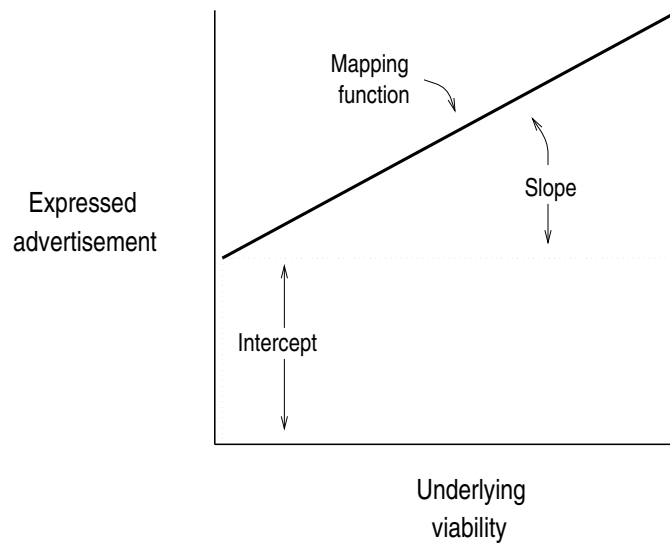 Mapping
function
Slope
Expressed
advertisement
Intercept
Underlying
viability